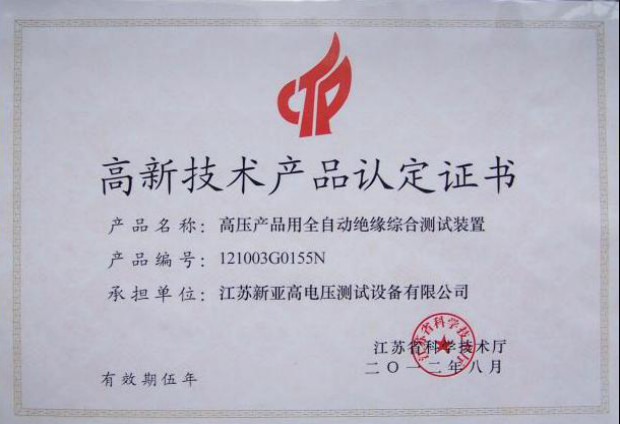 高新技术产品认定证书
产品名称：高压产品用全自动绝缘综合测试装置
产品编号：121003G0155N
承担单位：江苏新亚高电压测试设备有限公司
江苏省科学技术厅
二〇一二年八月
有效期伍年